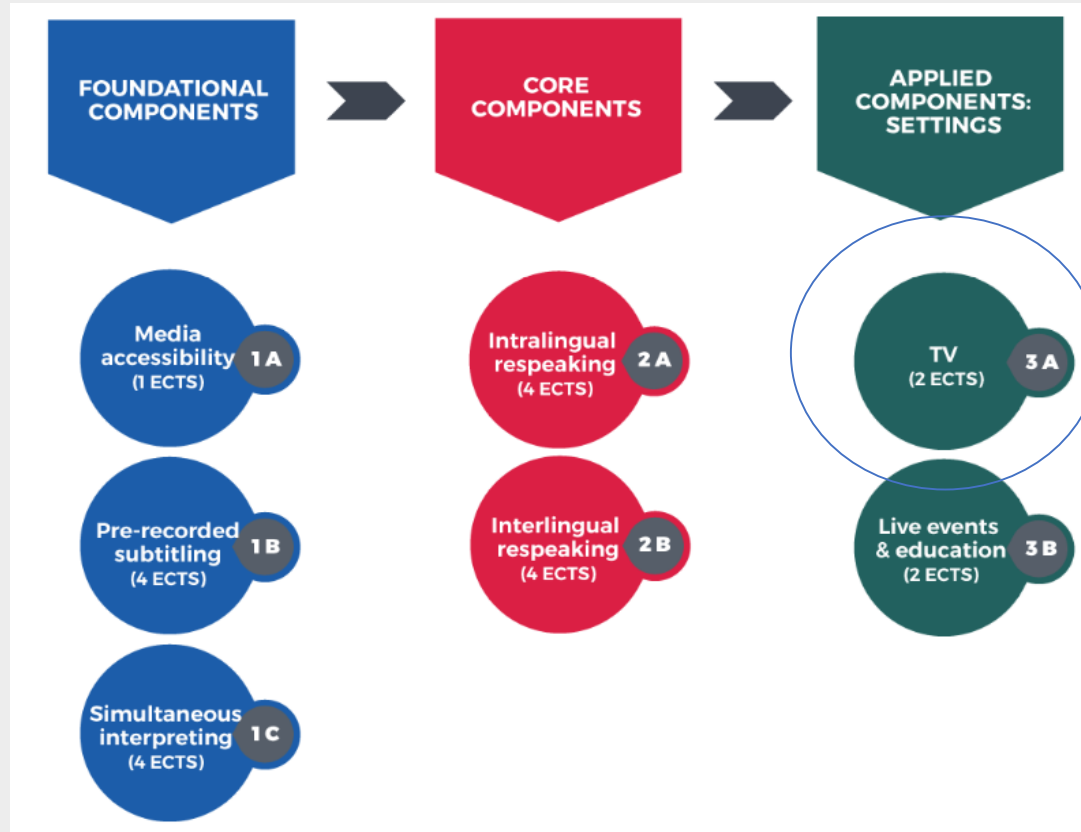 FOUNDATIONAL
COMPONENTS
CORE
COMPONENTS
APPLIED
COMPONENTS:
SETTINGS
Media
accessibility
(1 ECTS)
1 A
Pre-recorded
subtitling
(4 ECTS)
1 B
Simultaneous
interpreting
(4 ECTS)
1 C
Intralingual
respeaking
(4 ECTS)
2 A
Interlingual
respeaking
(4 ECTS)
2 B
TV
(2 ECTS)
3 A
Live events
& education
(2 ECTS)
3 B